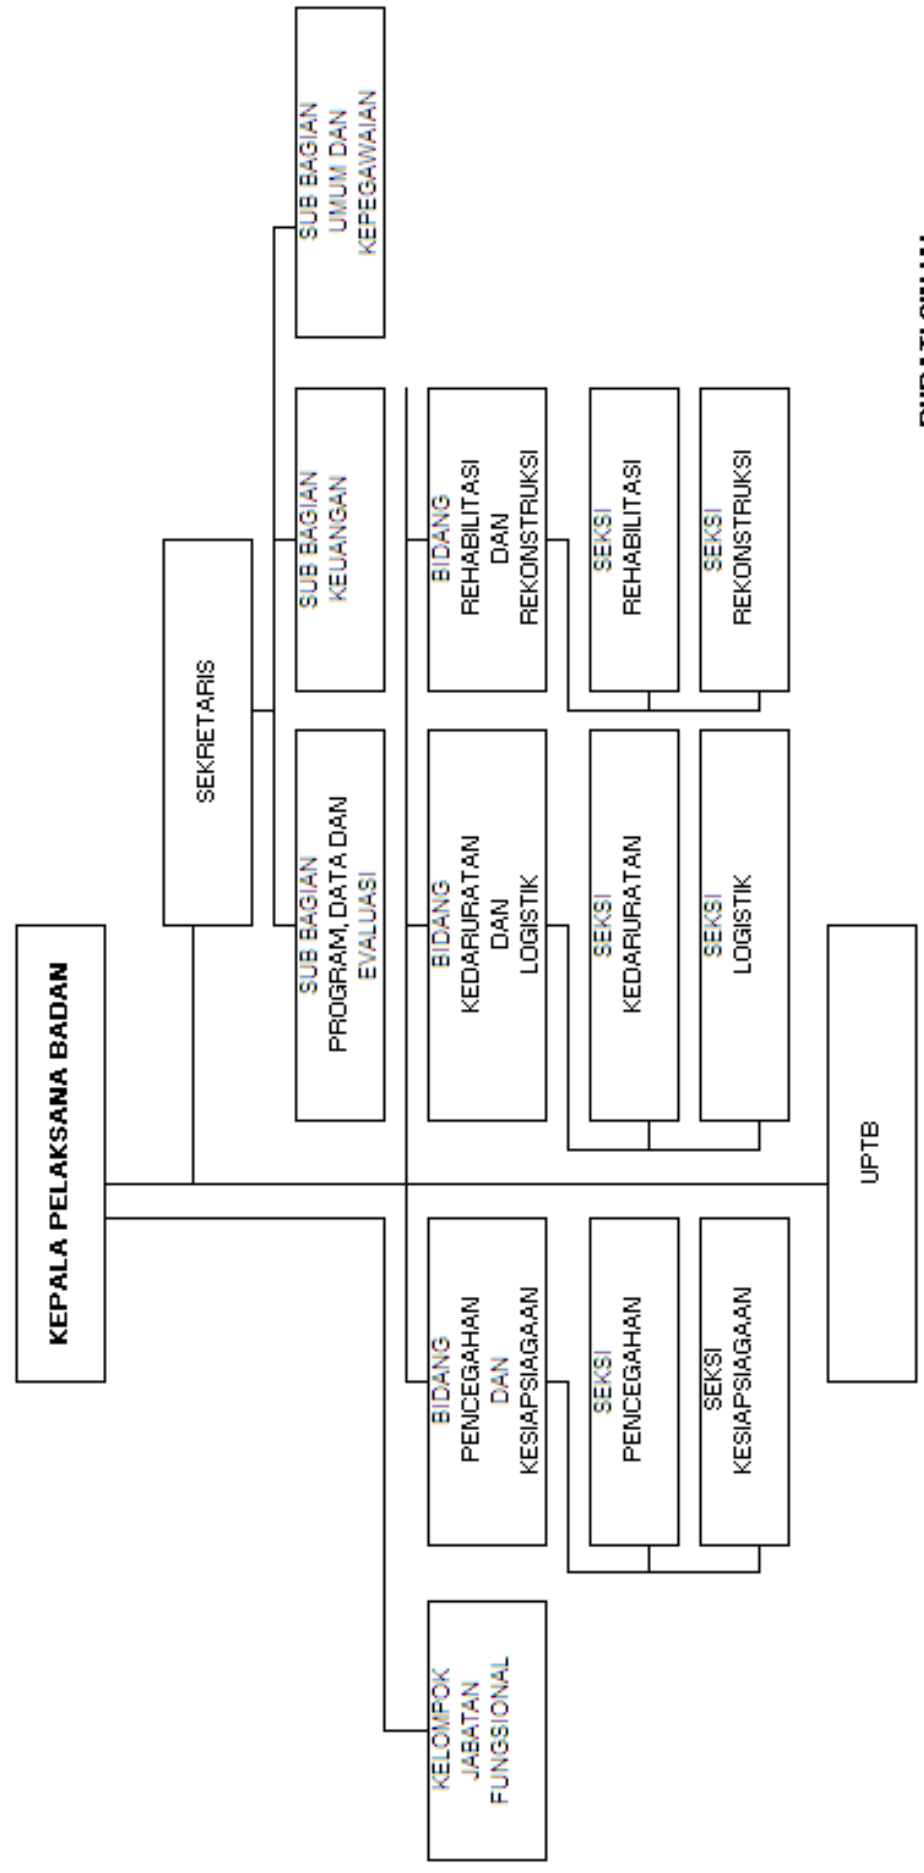 KEPALA PELAKSANA BADAN
SEKRETARIS
SUB BAGIAN
PROGRAM, DATA DAN
EVALUASI
SUB BAGIAN
KEUANGAN
SUB BAGIAN
UMUM DAN
KEPEGAWAIAN
KELOMPOK
JABATAN
FUNGSIONAL
BIDANG
PENCEGAHAN
DAN
KESIAPSIAGAAN
BIDANG
KEDARURATAN
DAN
LOGISTIK
BIDANG
REHABILITASI
DAN
REKONSTRUKSI
SEKSI
PENCEGAHAN
SEKSI
KEDARURATAN
SEKSI
REHABILITASI
SEKSI
KESIAPSIAGAAN
SEKSI
LOGISTIK
SEKSI
REKONSTRUKSI
UPTB